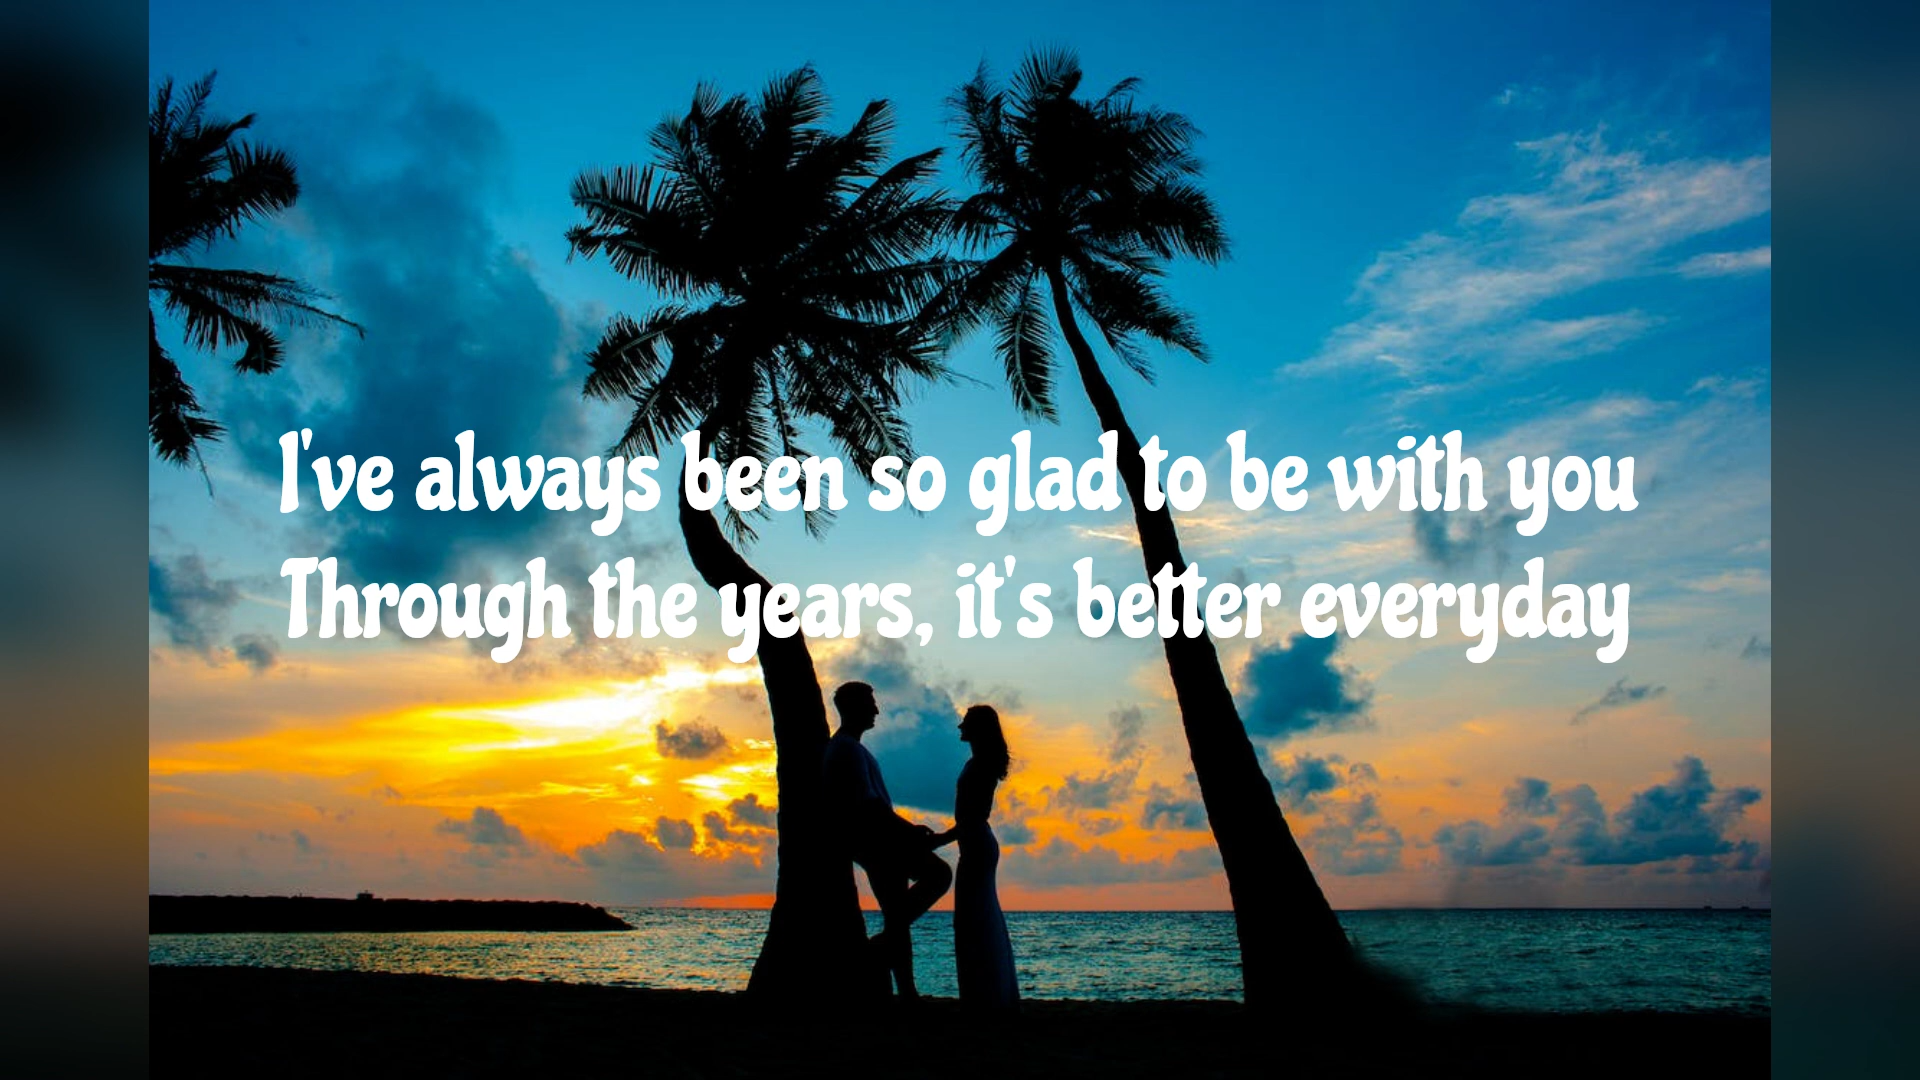 I've always been so glad to be with you
Through the years, it's better everyday